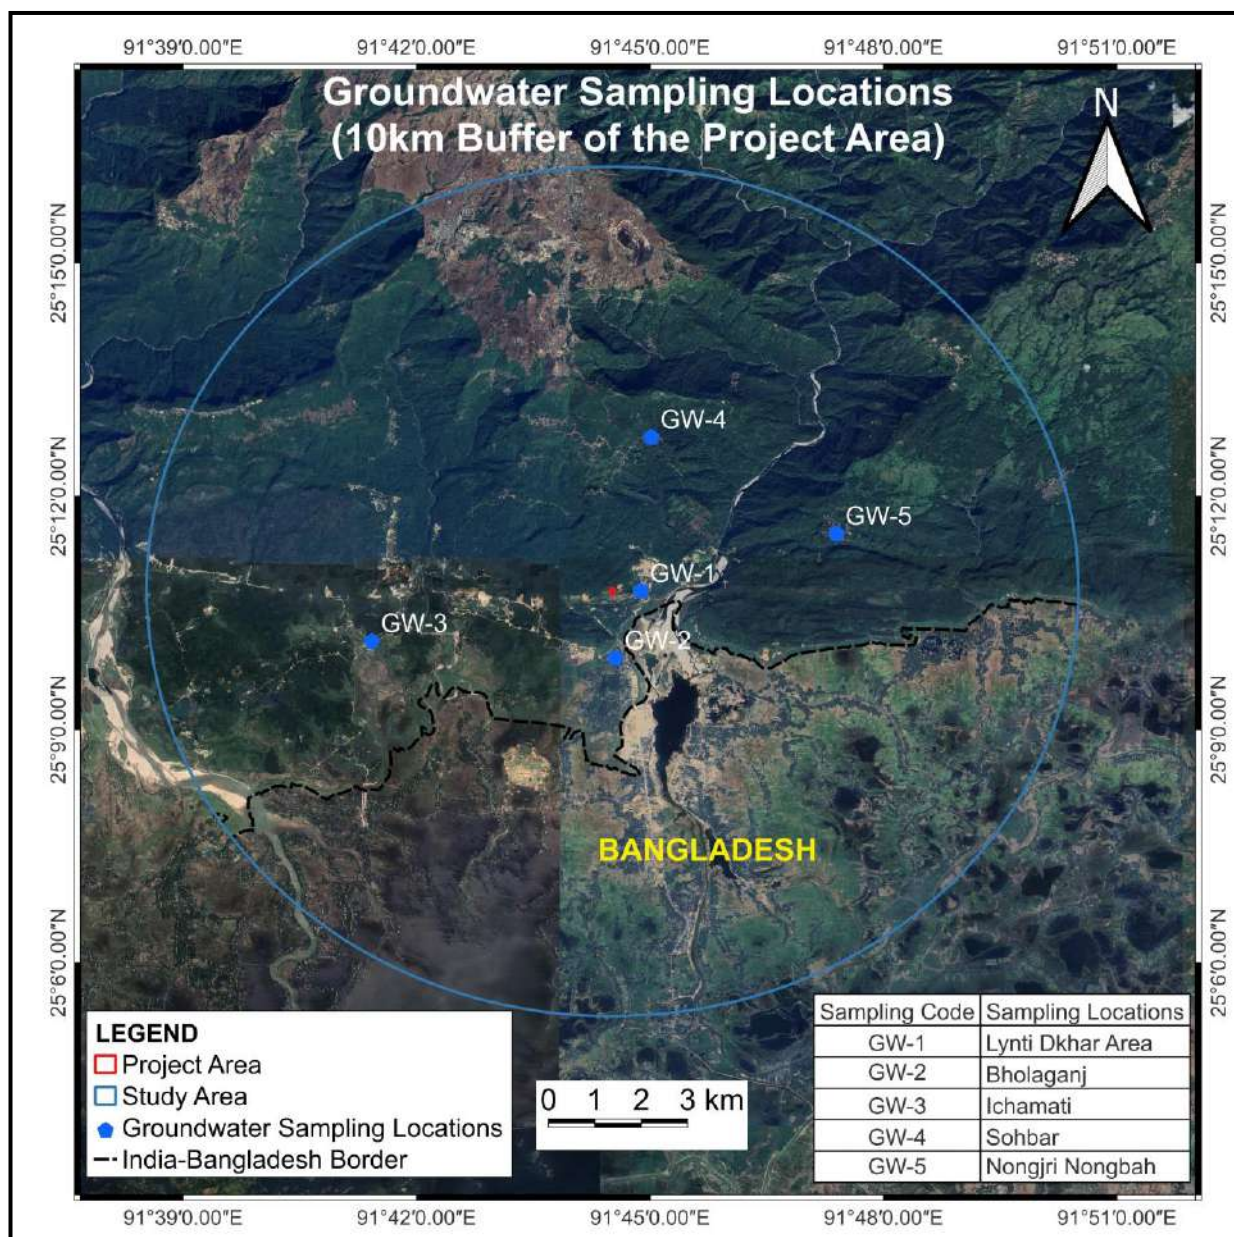 91°39'0.00"E 91°42'0.00"E 91°45'0.00"E 91°48'0.00"E 91°51'0.00"E
Groundwater Sampling Locations
(10km Buffer of the Project Area)
N
25°15'0.00"N
25°15'0.00"N
GW-4
25°12'0.00"N
25°12'0.00"N
GW-5
GW-1
GW-3
GW-2
25°9'0.00"N
25°9'0.00"N
BANGLADESH
25°6'0.00"N
25°6'0.00"N
LEGEND
Project Area
Study Area
Groundwater Sampling Locations
India-Bangladesh Border
0 1 2 3 km
Sampling Code Sampling Locations
GW-1 Lynti Dkhar Area
GW-2 Bholaganj
GW-3 Ichamati
GW-4 Sohbar
GW-5 Nongjri Nongbah
91°39'0.00"E 91°42'0.00"E 91°45'0.00"E 91°48'0.00"E 91°51'0.00"E